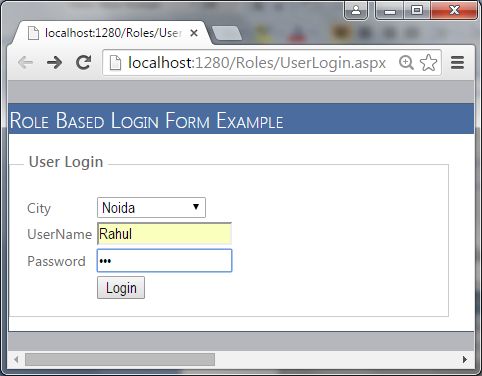 localhost:1280/Roles/User
localhost:1280/Roles/UserLogin.aspx
Role Based Login Form Example
User Login
City Noida
UserName Rahul
Password •••
Login